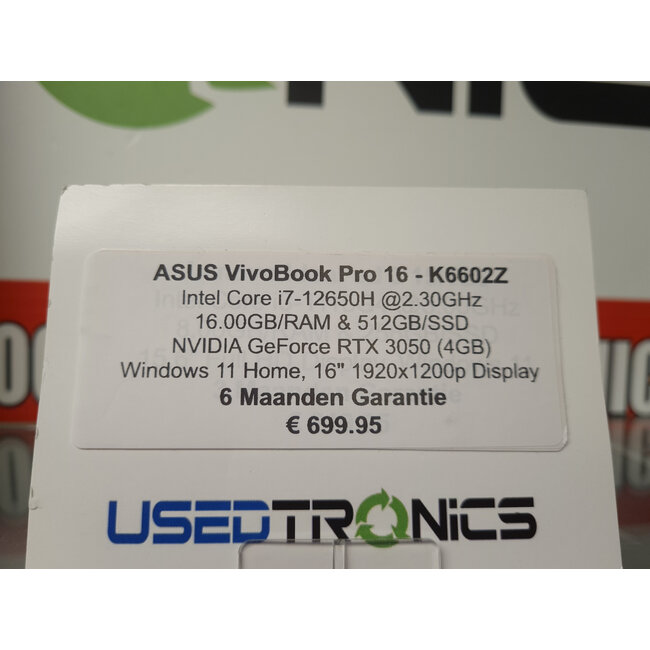 ASUS VivoBook Pro 16 - K6602Z
Intel Core i7-12650H @2.30GHz
16.00GB/RAM & 512GB/SSD
NVIDIA GeForce RTX 3050 (4GB)
Windows 11 Home, 16" 1920x1200p Display
6 Maanden Garantie
€ 699.95
USEDTRONiCS